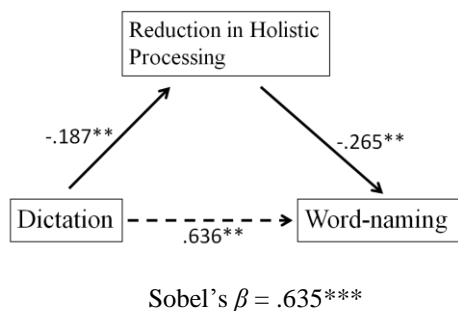 Reduction in Holistic
Processing
-.187**
-.265**
Dictation
Word-naming
.636**
Sobel's β = .635***